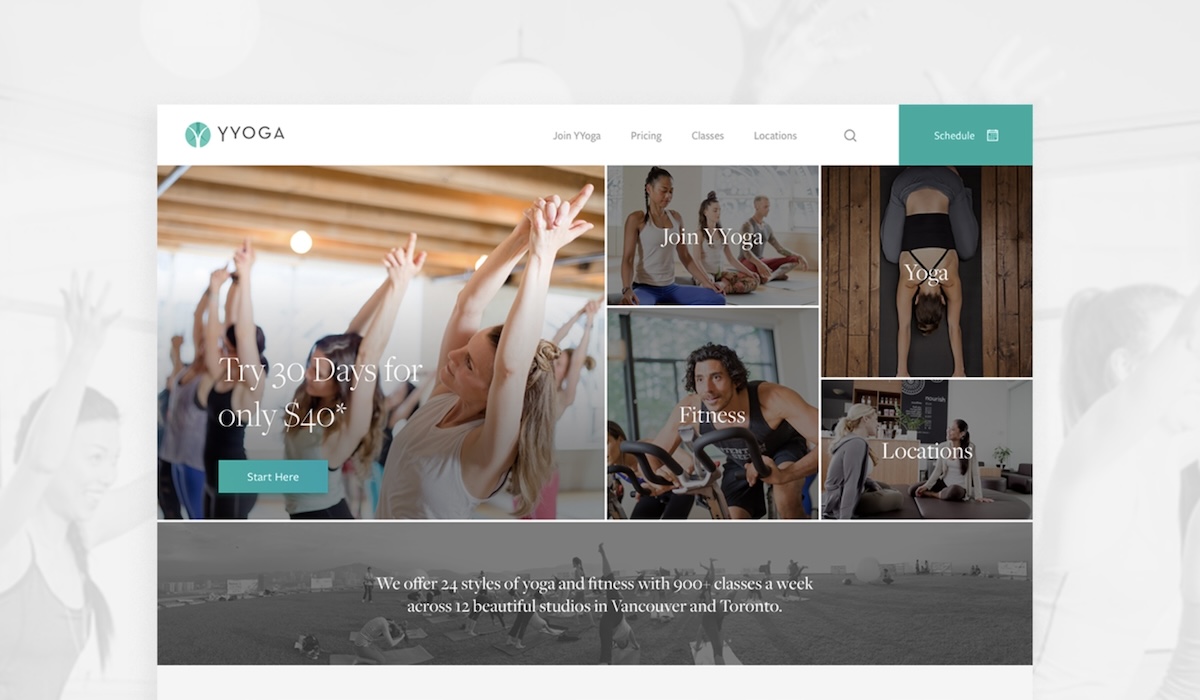 YYOGA
Join YYoga
Pricing
Classes
Locations
Schedule
Try 30 Days for
only $40*
Start Here
Join YYoga
Fitness
Yoga
nourish
Locations
We offer 24 styles of yoga and fitness with 900+ classes a week
across 12 beautiful studios in Vancouver and Toronto.